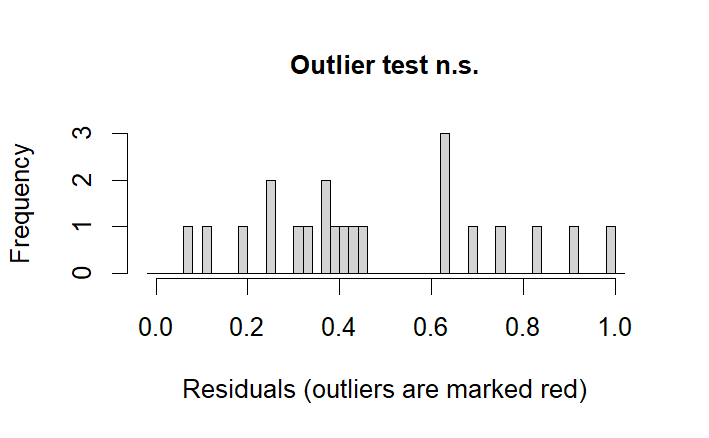 Outlier test n.s.
Frequency
3
2
1
0
0.0 0.2 0.4 0.6 0.8 1.0
Residuals (outliers are marked red)